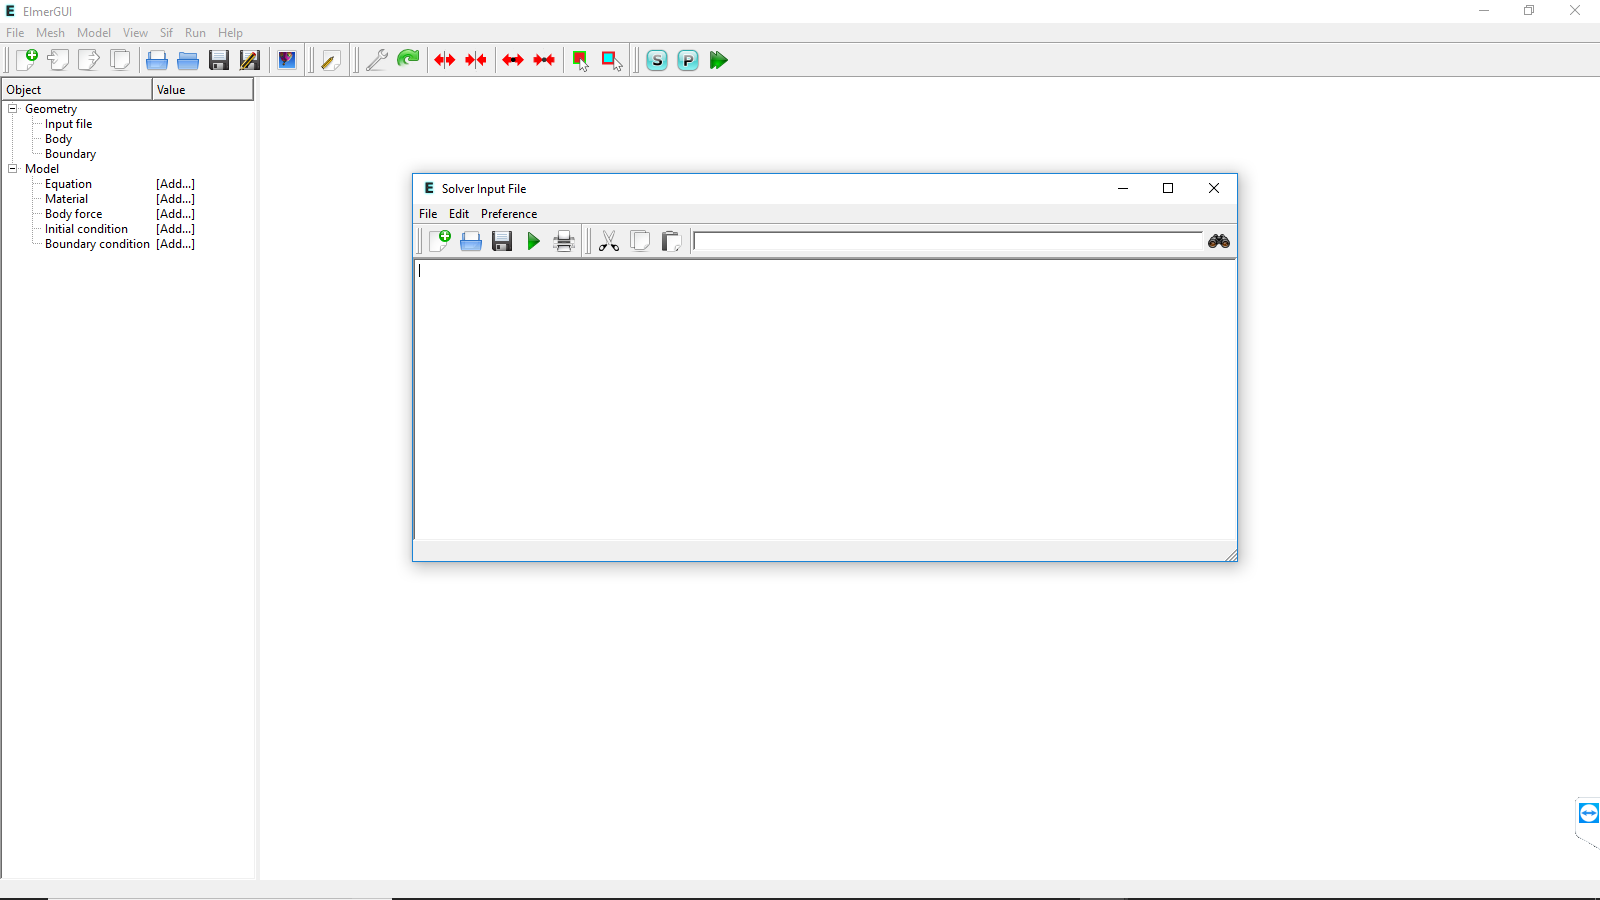 E ElmerGUI
File Mesh Model View Sif Run Help
S P
Object Value
Geometry
Input file
Body
Boundary
Model
Equation [Add...]
Material [Add...]
Body force [Add...]
Initial condition [Add...]
Boundary condition [Add...]
E Solver Input File
File Edit Preference